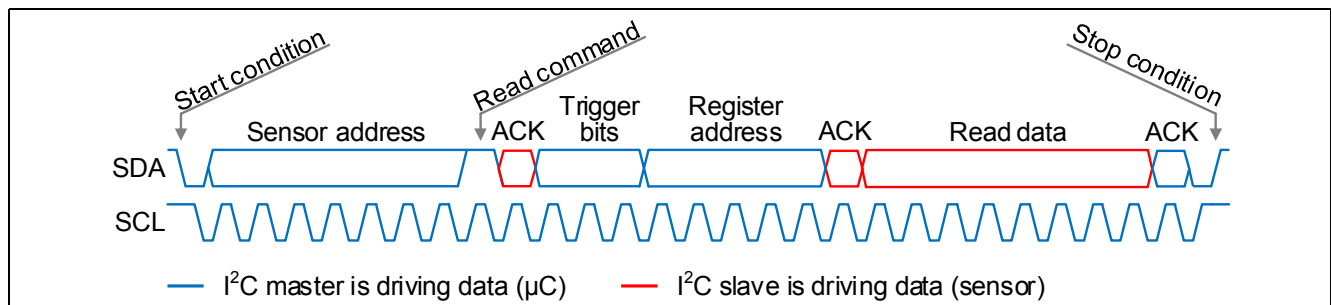 Start condition
Read command
Stop condition
Sensor address
ACK
Trigger
bits
Register
address
ACK
Read data
ACK
SDA
SCL
I²C master is driving data (µC)
I²C slave is driving data (sensor)